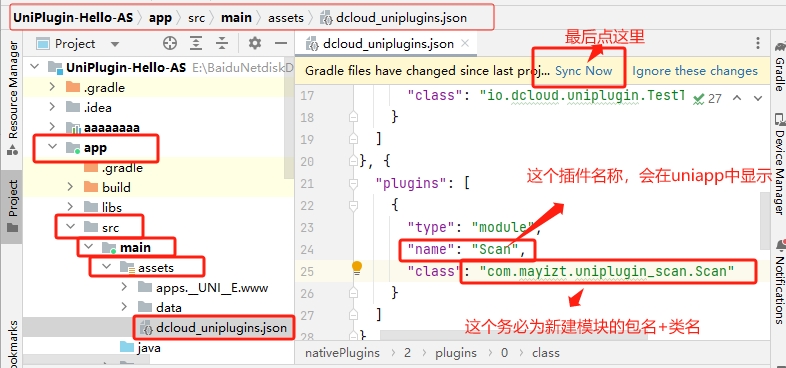 UniPlugin-Hello-AS app src main assets dcloud_uniplugins.json
最后点这里
Project
dcloud_uniplugins.json
UniPlugin-Hello-AS E:\BaiduNetdiskD
.gradle
.idea
aaaaaaaa
app
.gradle
build
libs
src
main
assets
apps.__UNI__E.www
data
dcloud_uniplugins.json
java
Gradle files have changed since last proj... Sync Now Ignore these changes
17 "class": "io.dcloud.uniplugin.TestT 27
18 }
19 ]
20 }, {
21 "plugins": [
22 {
23 "type": "module",
24 "name": "Scan",
25 "class": "com.mayizt.uniplugin_scan.Scan"
26 }
27 ]
28 }
这个插件名称，会在uniapp中显示
这个务必为新建模块的包名+类名
nativePlugins 2 plugins 0 class
Resource Manager
Project
Bookmarks
Gradle
Device Manager
Notifications